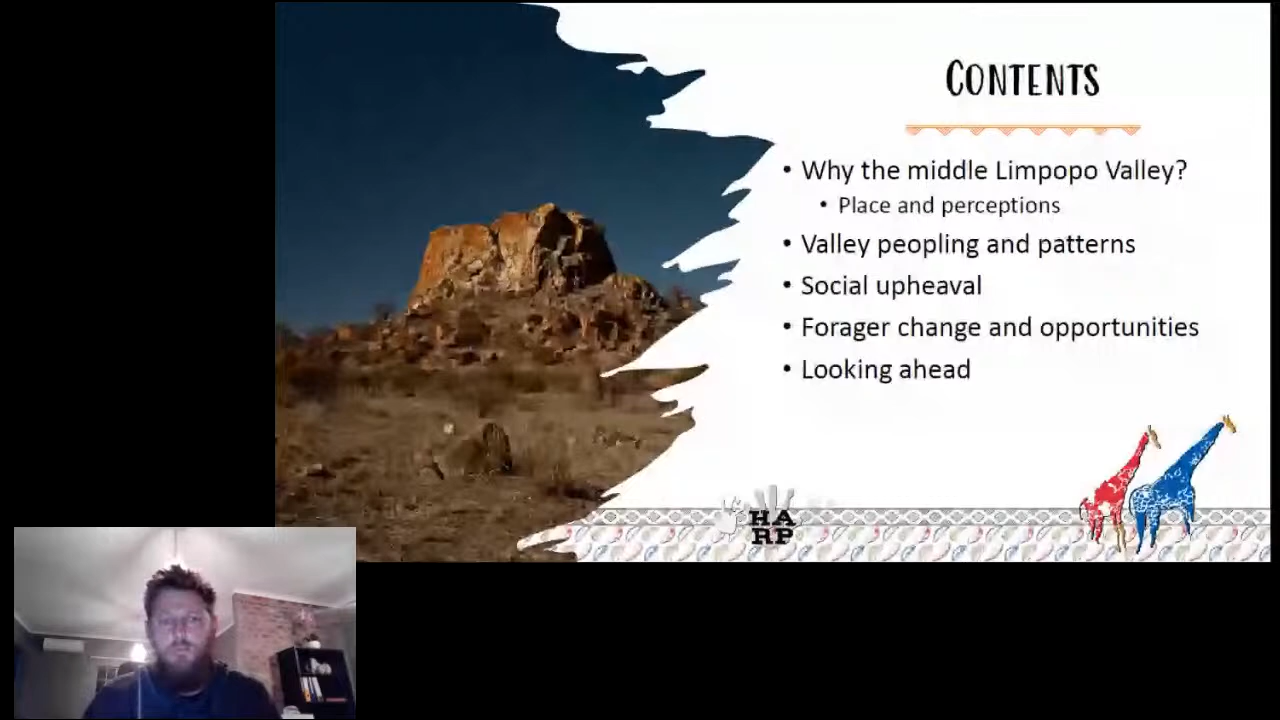 Contents
• Why the middle Limpopo Valley?
• Place and perceptions
• Valley peopling and patterns
• Social upheaval
• Forager change and opportunities
• Looking ahead
HA
RP